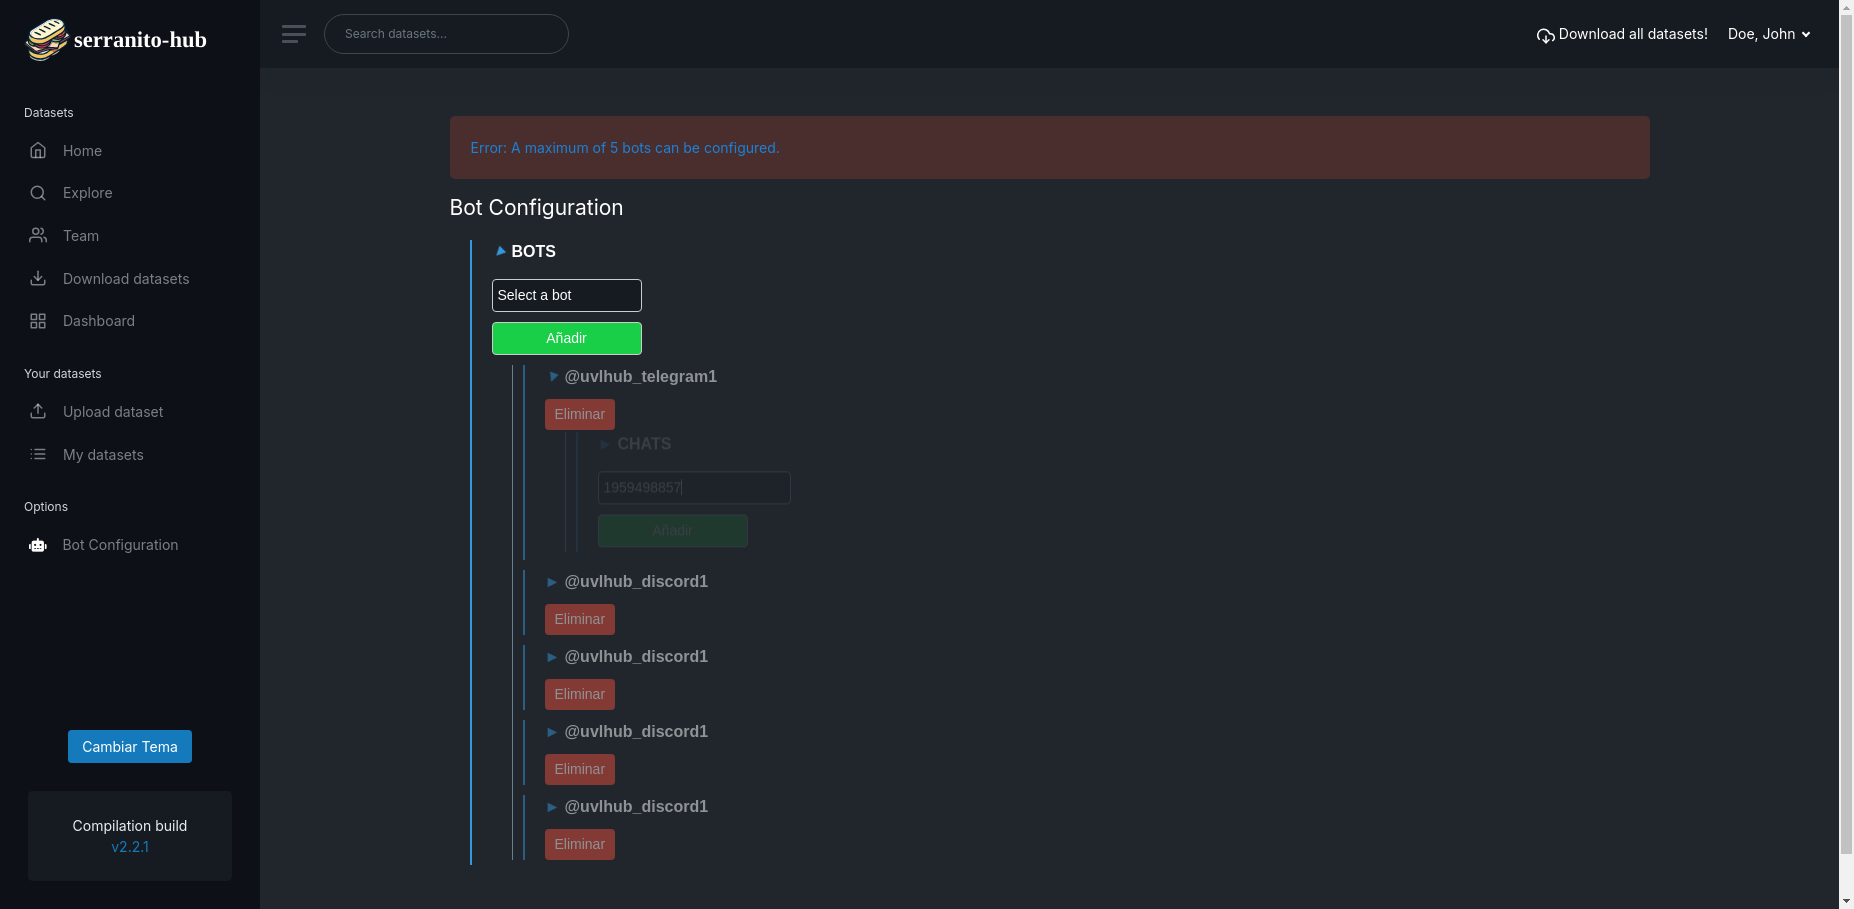 serranito-hub
Search datasets...
Download all datasets!
Doe, John
Datasets
Home
Explore
Team
Download datasets
Dashboard
Your datasets
Upload dataset
My datasets
Options
Bot Configuration
Cambiar Tema
Compilation build
v2.2.1
Error: A maximum of 5 bots can be configured.
Bot Configuration
BOTS
Select a bot
Añadir
@uvlhub_telegram1
Eliminar
CHATS
1959498857
Añadir
@uvlhub_discord1
Eliminar
@uvlhub_discord1
Eliminar
@uvlhub_discord1
Eliminar
@uvlhub_discord1
Eliminar